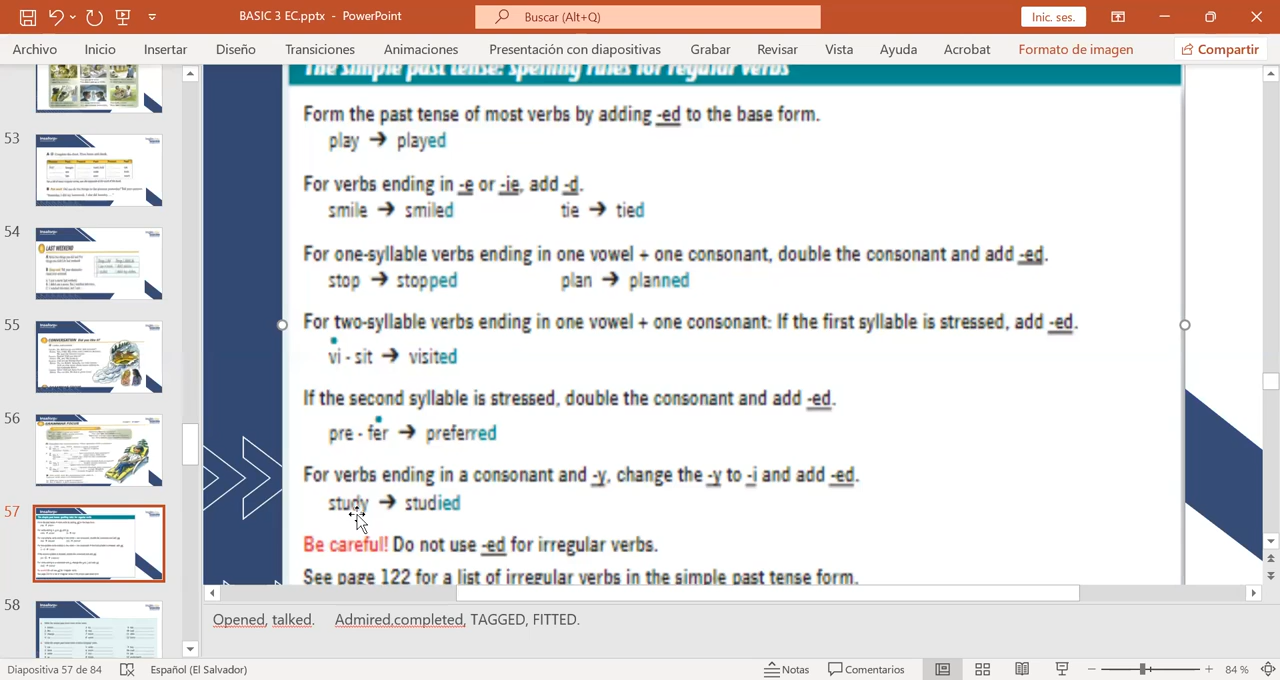 BASIC 3 EC.pptx - PowerPoint
Buscar (Alt+Q)
Inic. ses.
Archivo Inicio Insertar Diseño Transiciones Animaciones Presentación con diapositivas Grabar Revisar Vista Ayuda Acrobat Formato de imagen Compartir
The simple past tense: spelling rules for regular verbs
Form the past tense of most verbs by adding -ed to the base form.
play → played
For verbs ending in -e or -ie, add -d.
smile → smiled tie → tied
For one-syllable verbs ending in one vowel + one consonant, double the consonant and add -ed.
stop → stopped plan → planned
For two-syllable verbs ending in one vowel + one consonant: If the first syllable is stressed, add -ed.
vi - sit → visited
If the second syllable is stressed, double the consonant and add -ed.
pre - fer → preferred
For verbs ending in a consonant and -y, change the -y to -i and add -ed.
study → studied
Be careful! Do not use -ed for irregular verbs.
See page 122 for a list of irregular verbs in the simple past tense form.
53
54
LAST WEEKEND
55
56
57
58
Opened, talked. Admired,completed, TAGGED, FITTED.
Diapositiva 57 de 84 Español (El Salvador) Notas Comentarios 84 %